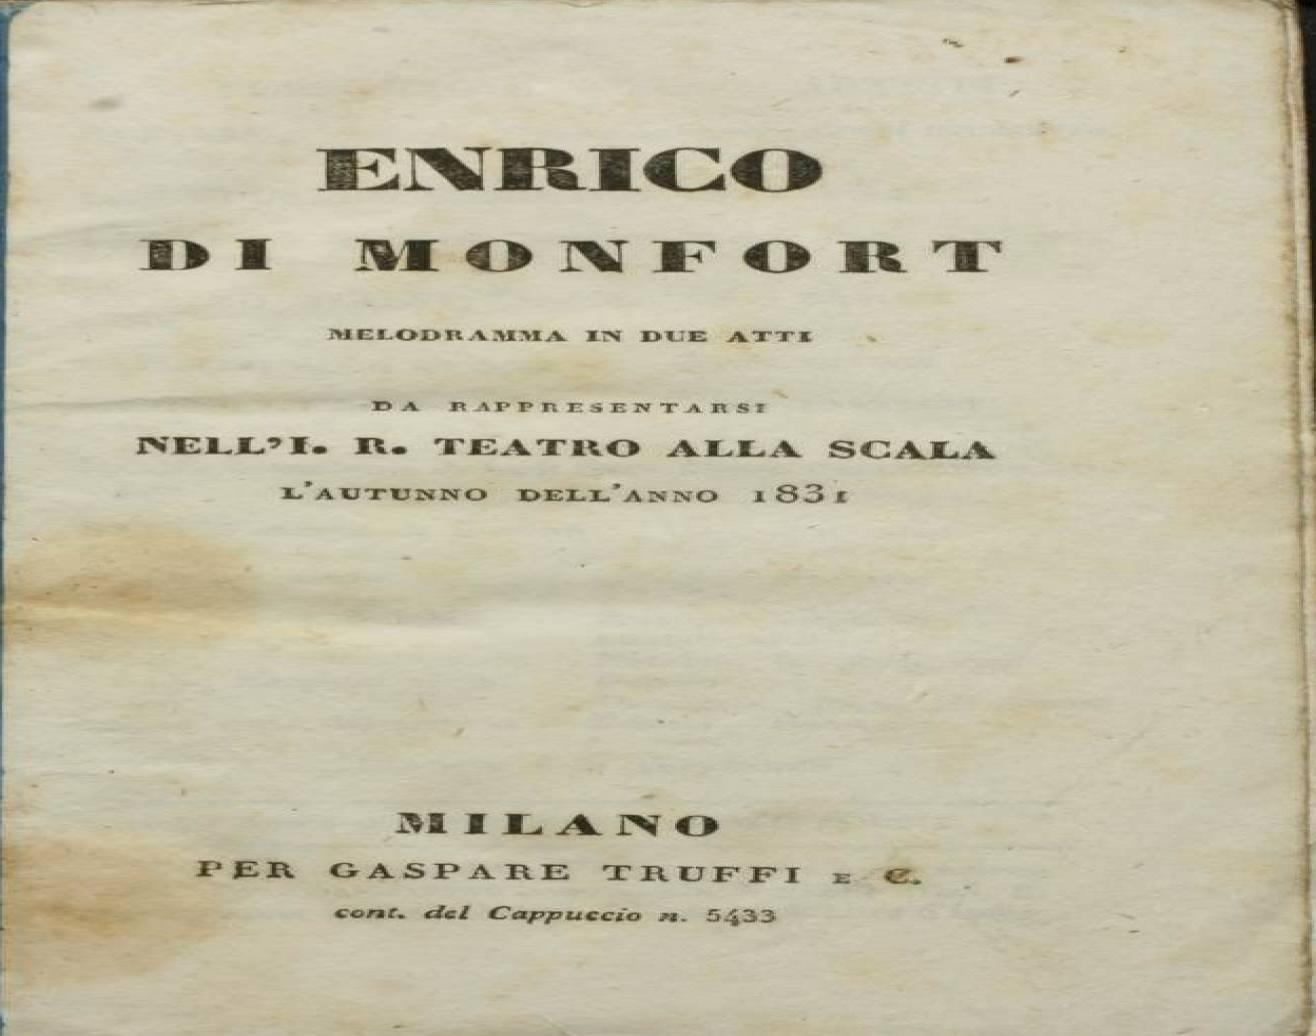 ENRICO
DI MONFORT
MELODRAMMA IN DUE ATTI
DA RAPPRESENTARSI
NELL'I. R. TEATRO ALLA SCALA
L'AUTUNNO DELL'ANNO 1831
MILANO
PER GASPARE TRUFFI E C.
cont. del Cappuccio n. 5433